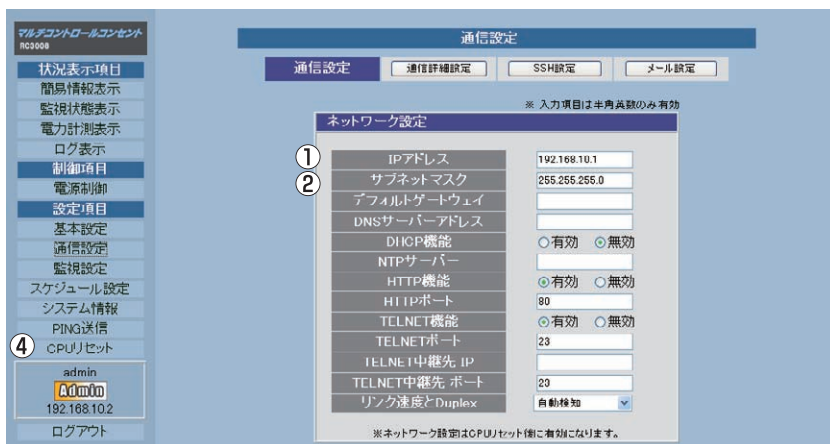 マルチコントロールコンセント
RC3008
状況表示項目
簡易情報表示
監視状態表示
電力計測表示
ログ表示
制御項目
電源制御
設定項目
基本設定
通信設定
監視設定
スケジュール設定
システム情報
PING送信
④ CPUリセット
admin
Admin
192.168.10.2
ログアウト
通信設定
通信設定 通信詳細設定 SSH設定 メール設定
※ 入力項目は半角英数のみ有効
ネットワーク設定
① IPアドレス 192.168.10.1
② サブネットマスク 255.255.255.0
デフォルトゲートウェイ
DNSサーバーアドレス
DHCP機能 有効 無効
NTPサーバー
HTTP機能 有効 無効
HTTPポート 80
TELNET機能 有効 無効
TELNETポート 23
TELNET中継先 IP
TELNET中継先 ポート 23
リンク速度とDuplex 自動検知
※ネットワーク設定はCPUリセット後に有効になります。